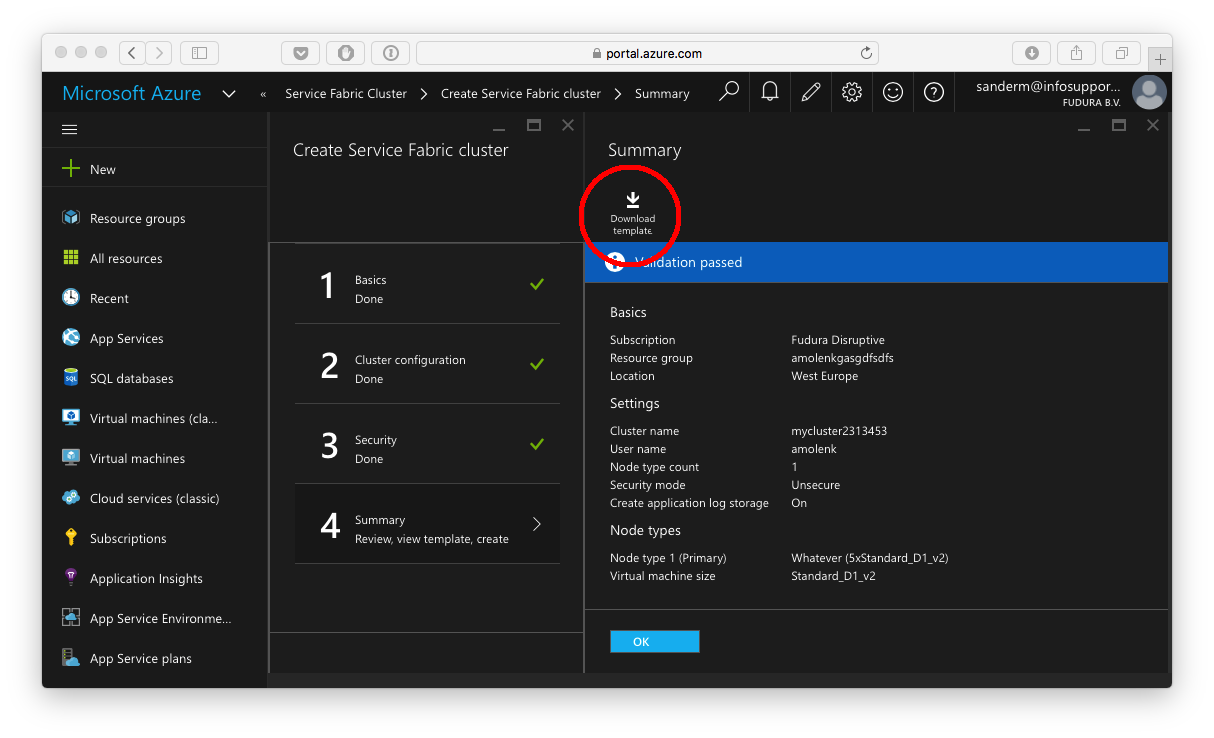 portal.azure.com
Microsoft Azure
« Service Fabric Cluster > Create Service Fabric cluster > Summary
sanderm@infosuppor...
FUDURA B.V.
New
Resource groups
All resources
Recent
App Services
SQL databases
Virtual machines (cla...
Virtual machines
Cloud services (classic)
Subscriptions
Application Insights
App Service Environme...
App Service plans
Create Service Fabric cluster
1
Basics
Done
2
Cluster configuration
Done
3
Security
Done
4
Summary
Review, view template, create
Summary
Download
template
Validation passed
Basics
Subscription Fudura Disruptive
Resource group amolenkgasgdfsdfs
Location West Europe
Settings
Cluster name mycluster2313453
User name amolenk
Node type count 1
Security mode Unsecure
Create application log storage On
Node types
Node type 1 (Primary) Whatever (5xStandard_D1_v2)
Virtual machine size Standard_D1_v2
OK